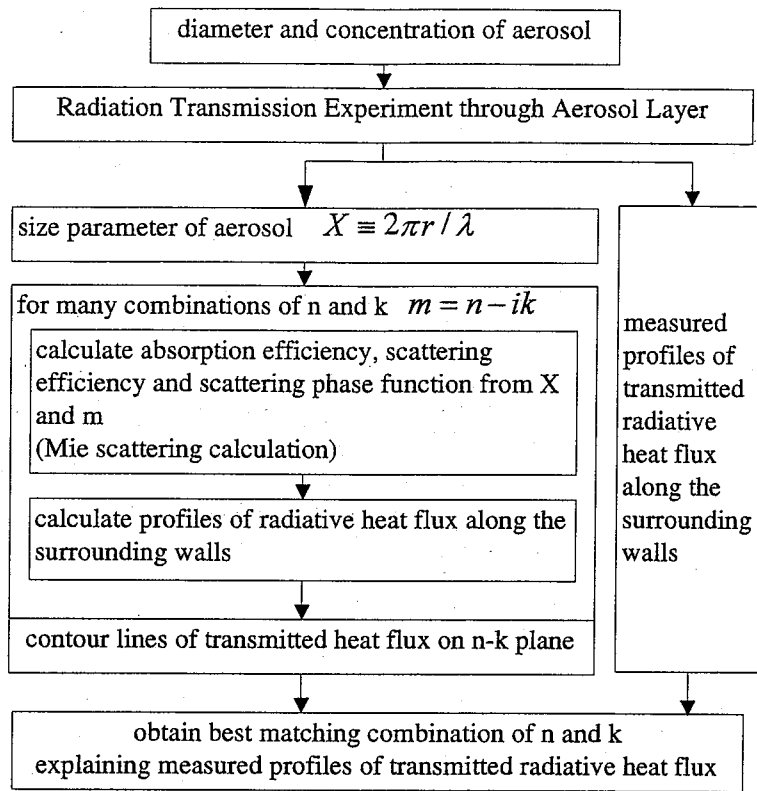 diameter and concentration of aerosol
Radiation Transmission Experiment through Aerosol Layer
size parameter of aerosol X ≡ 2πr / λ
for many combinations of n and k m = n − ik
calculate absorption efficiency, scattering
efficiency and scattering phase function from X
and m
(Mie scattering calculation)
calculate profiles of radiative heat flux along the
surrounding walls
contour lines of transmitted heat flux on n-k plane
measured
profiles of
transmitted
radiative
heat flux
along the
surrounding
walls
obtain best matching combination of n and k
explaining measured profiles of transmitted radiative heat flux